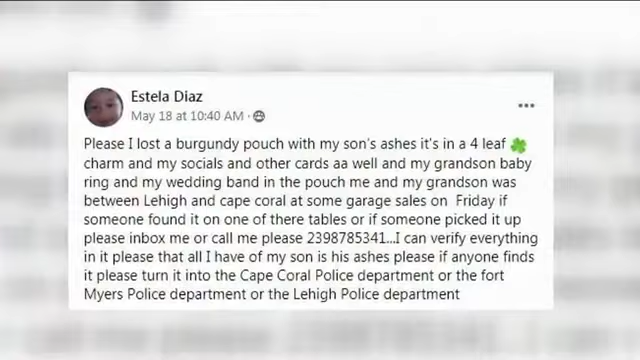 Estela Diaz
May 18 at 10:40 AM ·
Please I lost a burgundy pouch with my son's ashes it's in a 4 leaf 🍀
charm and my socials and other cards aa well and my grandson baby
ring and my wedding band in the pouch me and my grandson was
between Lehigh and cape coral at some garage sales on Friday if
someone found it on one of there tables or if someone picked it up
please inbox me or call me please 2398785341...I can verify everything
in it please that all I have of my son is his ashes please if anyone finds
it please turn it into the Cape Coral Police department or the fort
Myers Police department or the Lehigh Police department